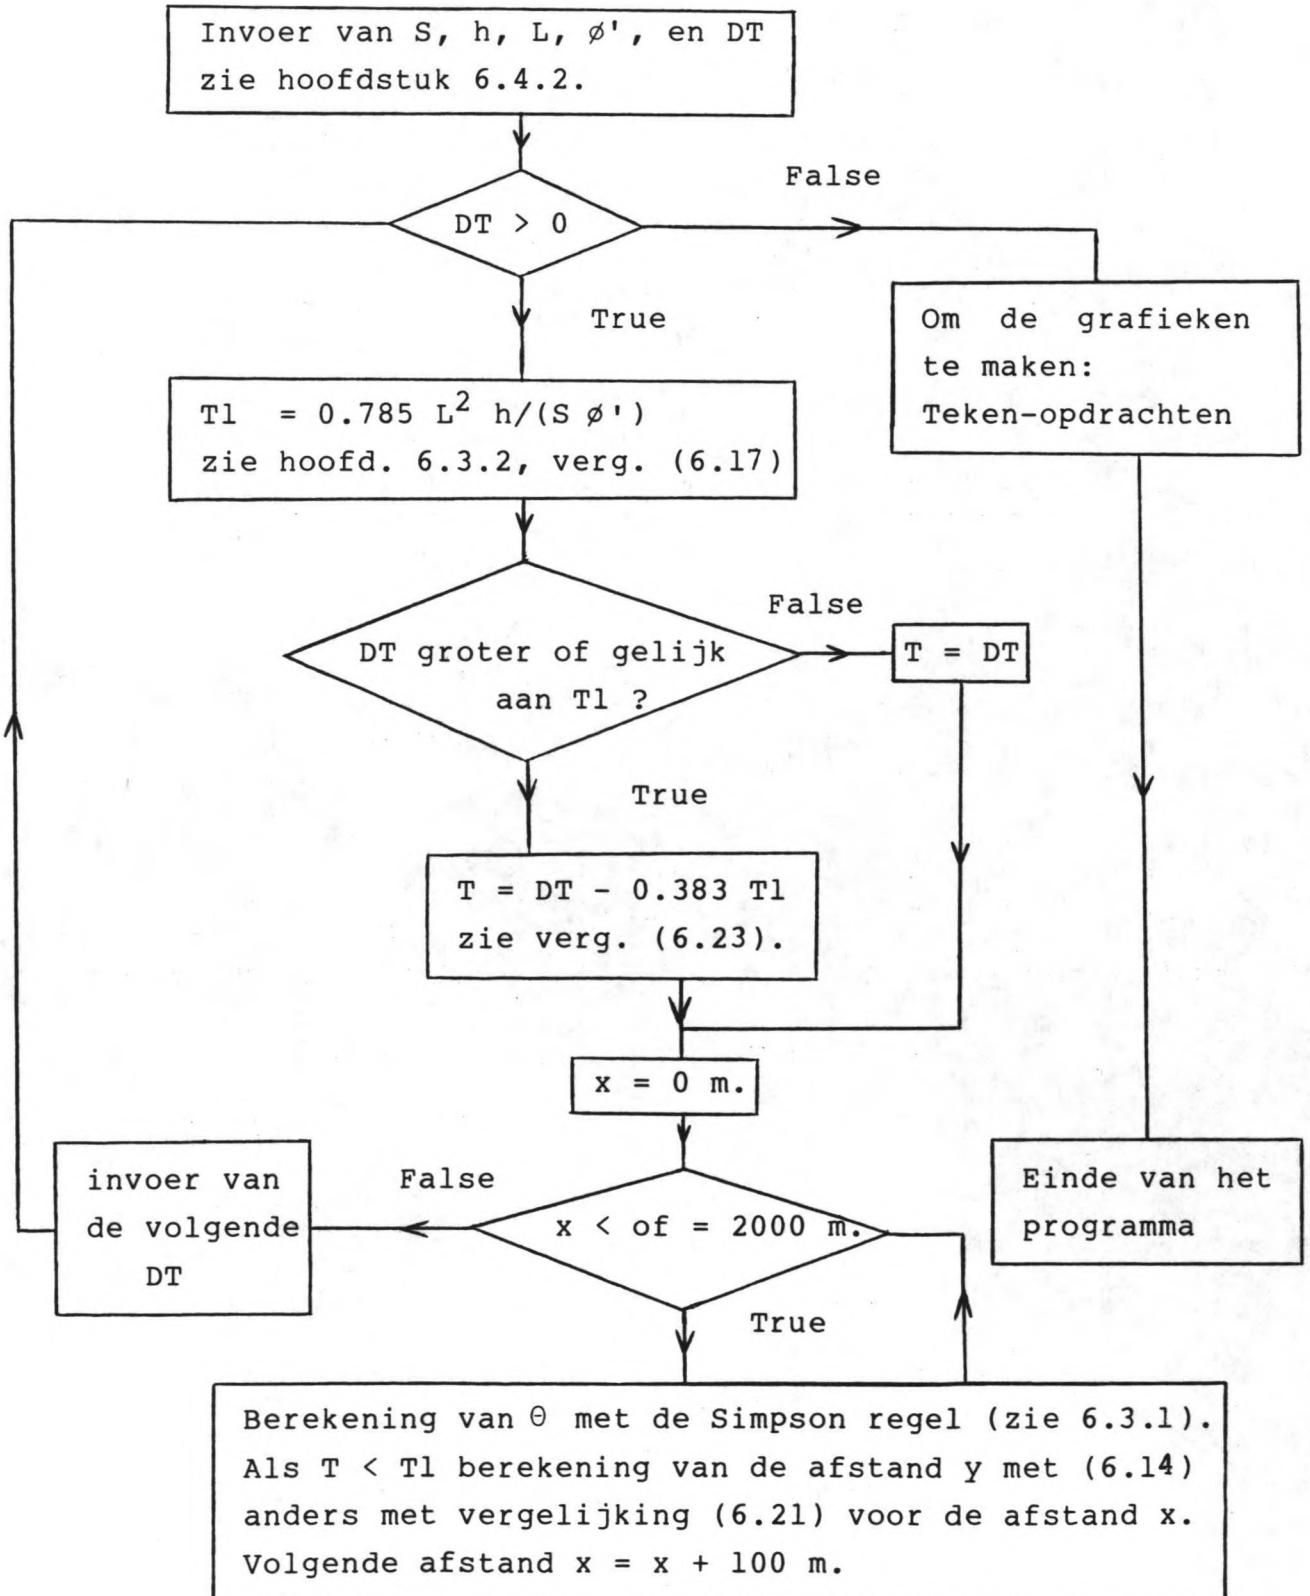 Invoer van S, h, L, ø', en DT
zie hoofdstuk 6.4.2.
False
DT > 0
True
Om de grafieken
te maken:
Teken-opdrachten
Tl = 0.785 L² h/(S ø')
zie hoofd. 6.3.2, verg. (6.17)
False
DT groter of gelijk
aan Tl ?
T = DT
True
T = DT - 0.383 Tl
zie verg. (6.23).
x = 0 m.
invoer van
de volgende
DT
False
x < of = 2000 m.
Einde van het
programma
True
Berekening van θ met de Simpson regel (zie 6.3.1).
Als T < Tl berekening van de afstand y met (6.14)
anders met vergelijking (6.21) voor de afstand x.
Volgende afstand x = x + 100 m.